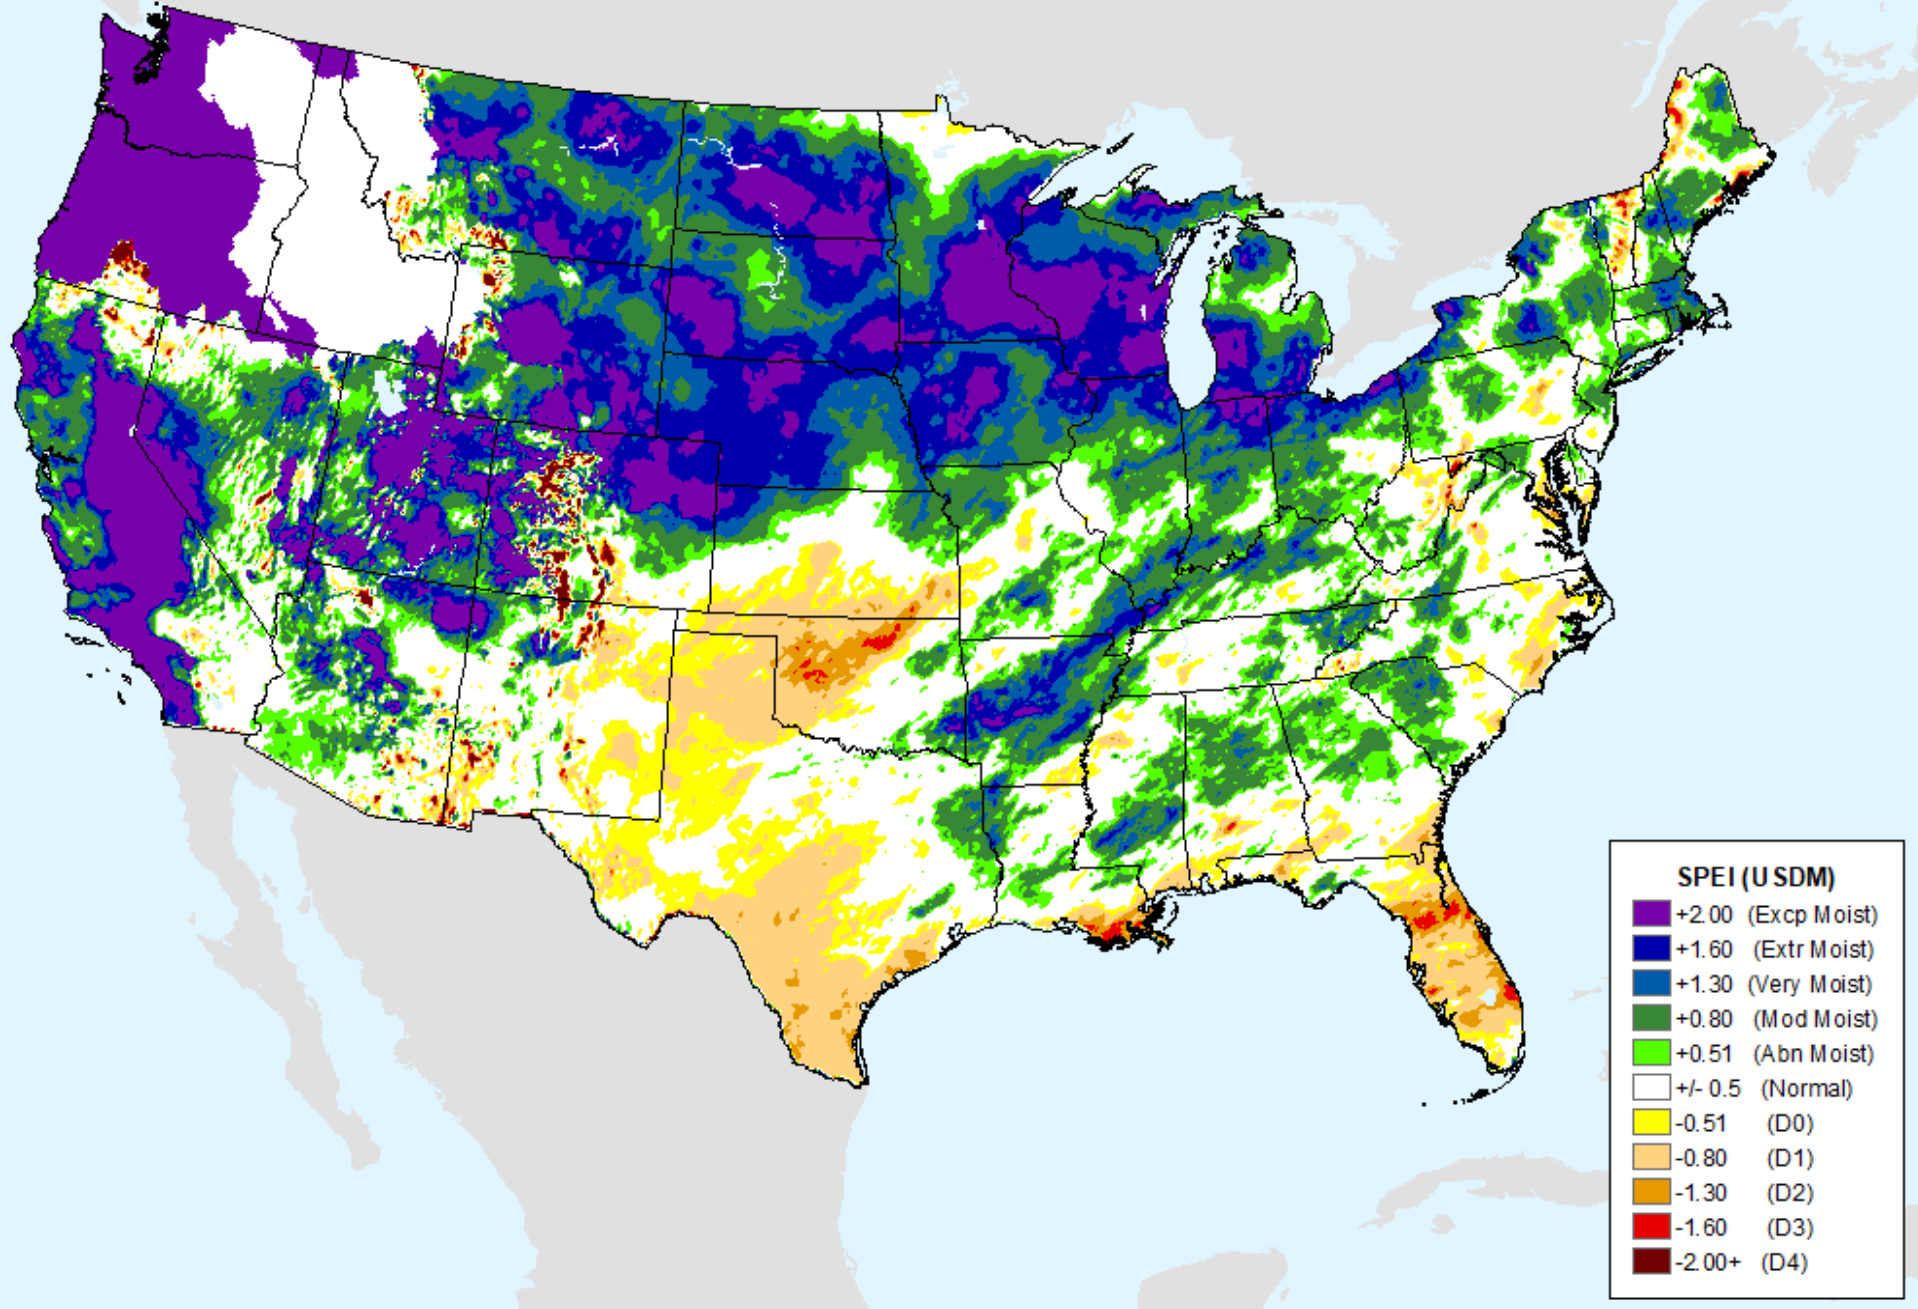 SPEI (USDM)
+2.00 (Excp Moist)
+1.60 (Extr Moist)
+1.30 (Very Moist)
+0.80 (Mod Moist)
+0.51 (Abn Moist)
+/- 0.5 (Normal)
-0.51 (D0)
-0.80 (D1)
-1.30 (D2)
-1.60 (D3)
-2.00+ (D4)